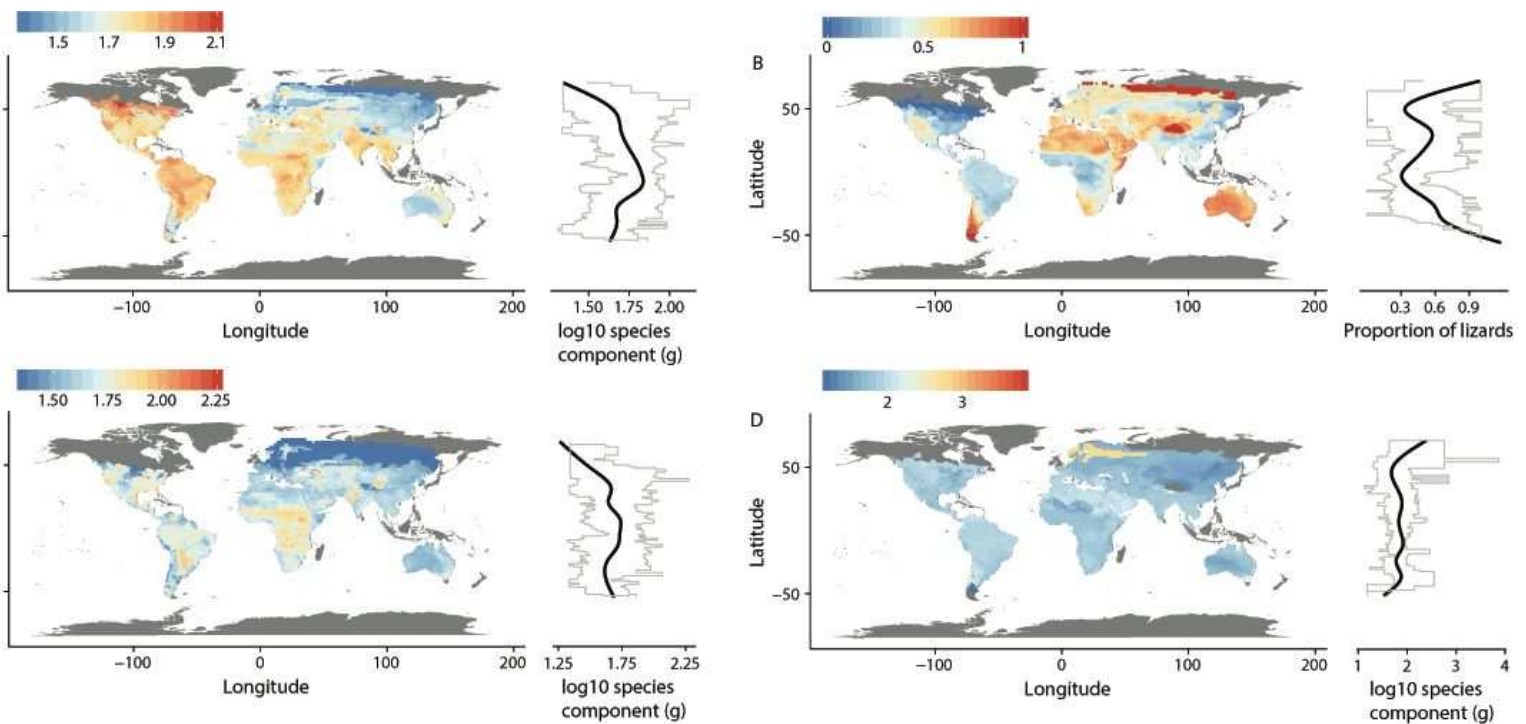 1.5 1.7 1.9 2.1
−100 0 100 200
Longitude
1.50 1.75 2.00
log10 species
component (g)
B
0 0.5 1
Latitude
50
−50
−100 0 100 200
Longitude
0.3 0.6 0.9
Proportion of lizards
1.50 1.75 2.00 2.25
−100 0 100 200
Longitude
1.25 1.75 2.25
log10 species
component (g)
D
2 3
Latitude
50
−50
−100 0 100 200
Longitude
1 2 3 4
log10 species
component (g)